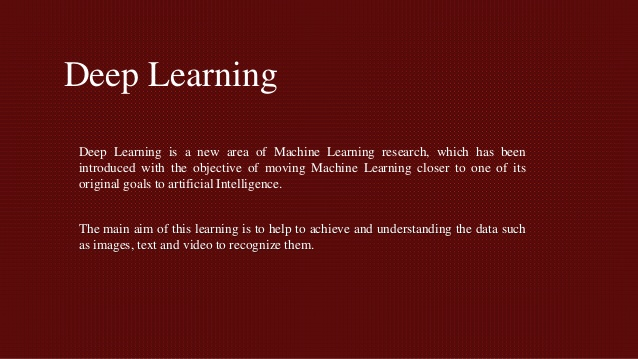 Deep Learning
Deep Learning is a new area of Machine Learning research, which has been
introduced with the objective of moving Machine Learning closer to one of its
original goals to artificial Intelligence.
The main aim of this learning is to help to achieve and understanding the data such
as images, text and video to recognize them.